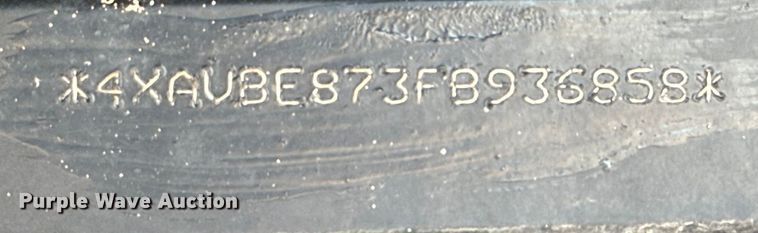 *4XAVBE873FB936858*
Purple Wave Auction